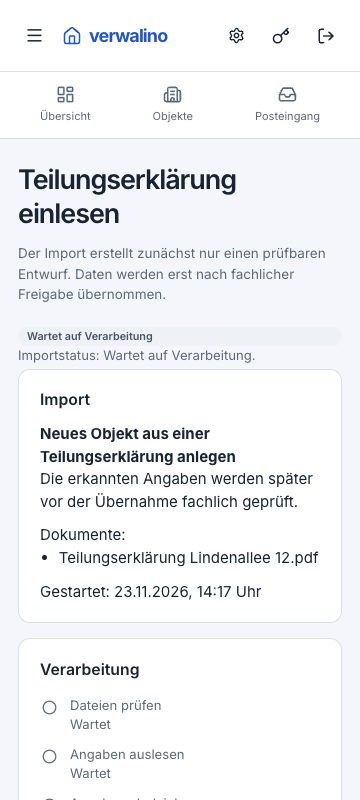 verwalino
Übersicht
Objekte
Posteingang
Teilungserklärung
einlesen
Der Import erstellt zunächst nur einen prüfbaren
Entwurf. Daten werden erst nach fachlicher
Freigabe übernommen.
Wartet auf Verarbeitung
Importstatus: Wartet auf Verarbeitung.
Import
Neues Objekt aus einer
Teilungserklärung anlegen
Die erkannten Angaben werden später
vor der Übernahme fachlich geprüft.
Dokumente:
• Teilungserklärung Lindenallee 12.pdf
Gestartet: 23.11.2026, 14:17 Uhr
Verarbeitung
Dateien prüfen
Wartet
Angaben auslesen
Wartet